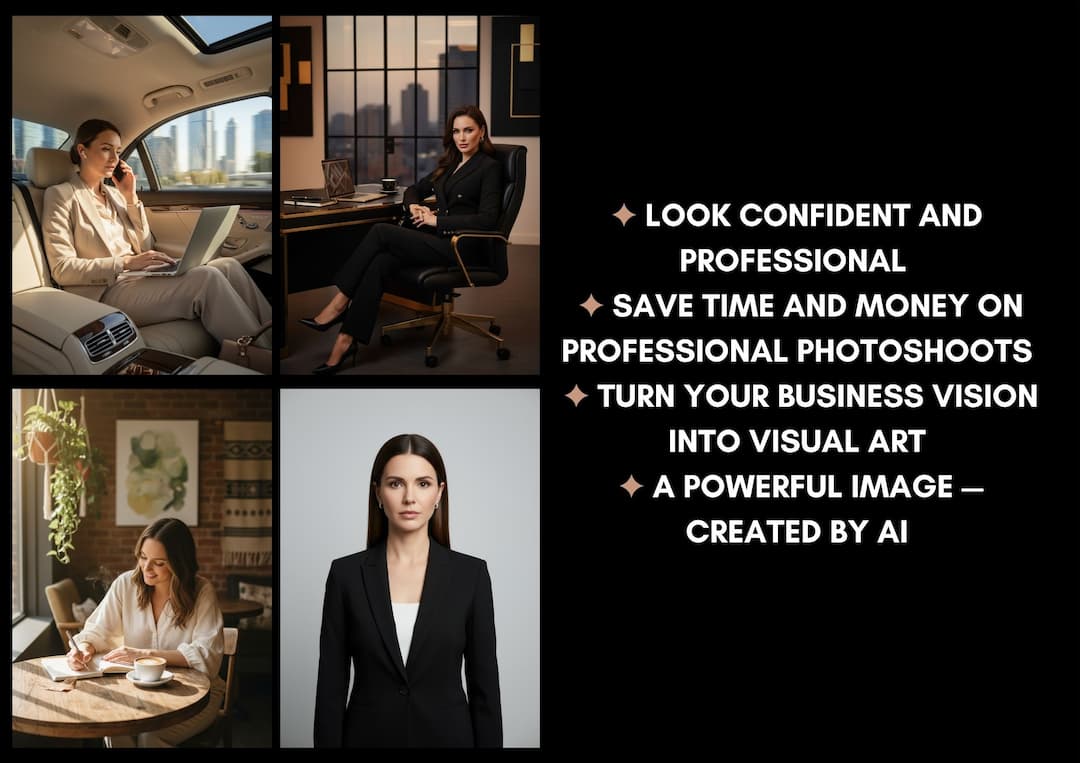 ✦ LOOK CONFIDENT AND
PROFESSIONAL
✦ SAVE TIME AND MONEY ON
PROFESSIONAL PHOTOSHOOTS
✦ TURN YOUR BUSINESS VISION
INTO VISUAL ART
✦ A POWERFUL IMAGE —
CREATED BY AI